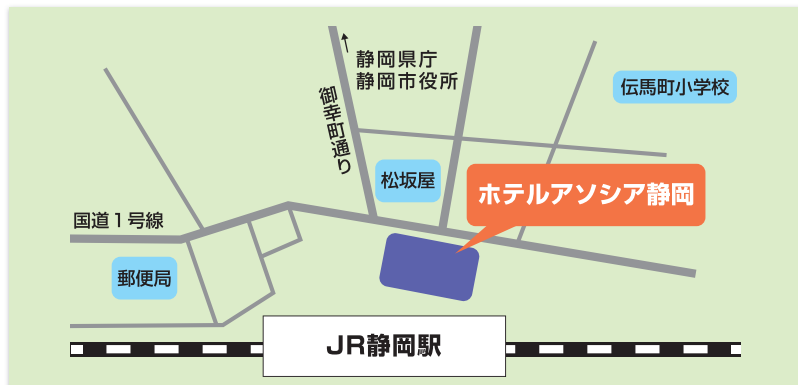 静岡県庁
静岡市役所
御幸町通り
伝馬町小学校
松坂屋
ホテルアソシア静岡
国道1号線
郵便局
JR静岡駅